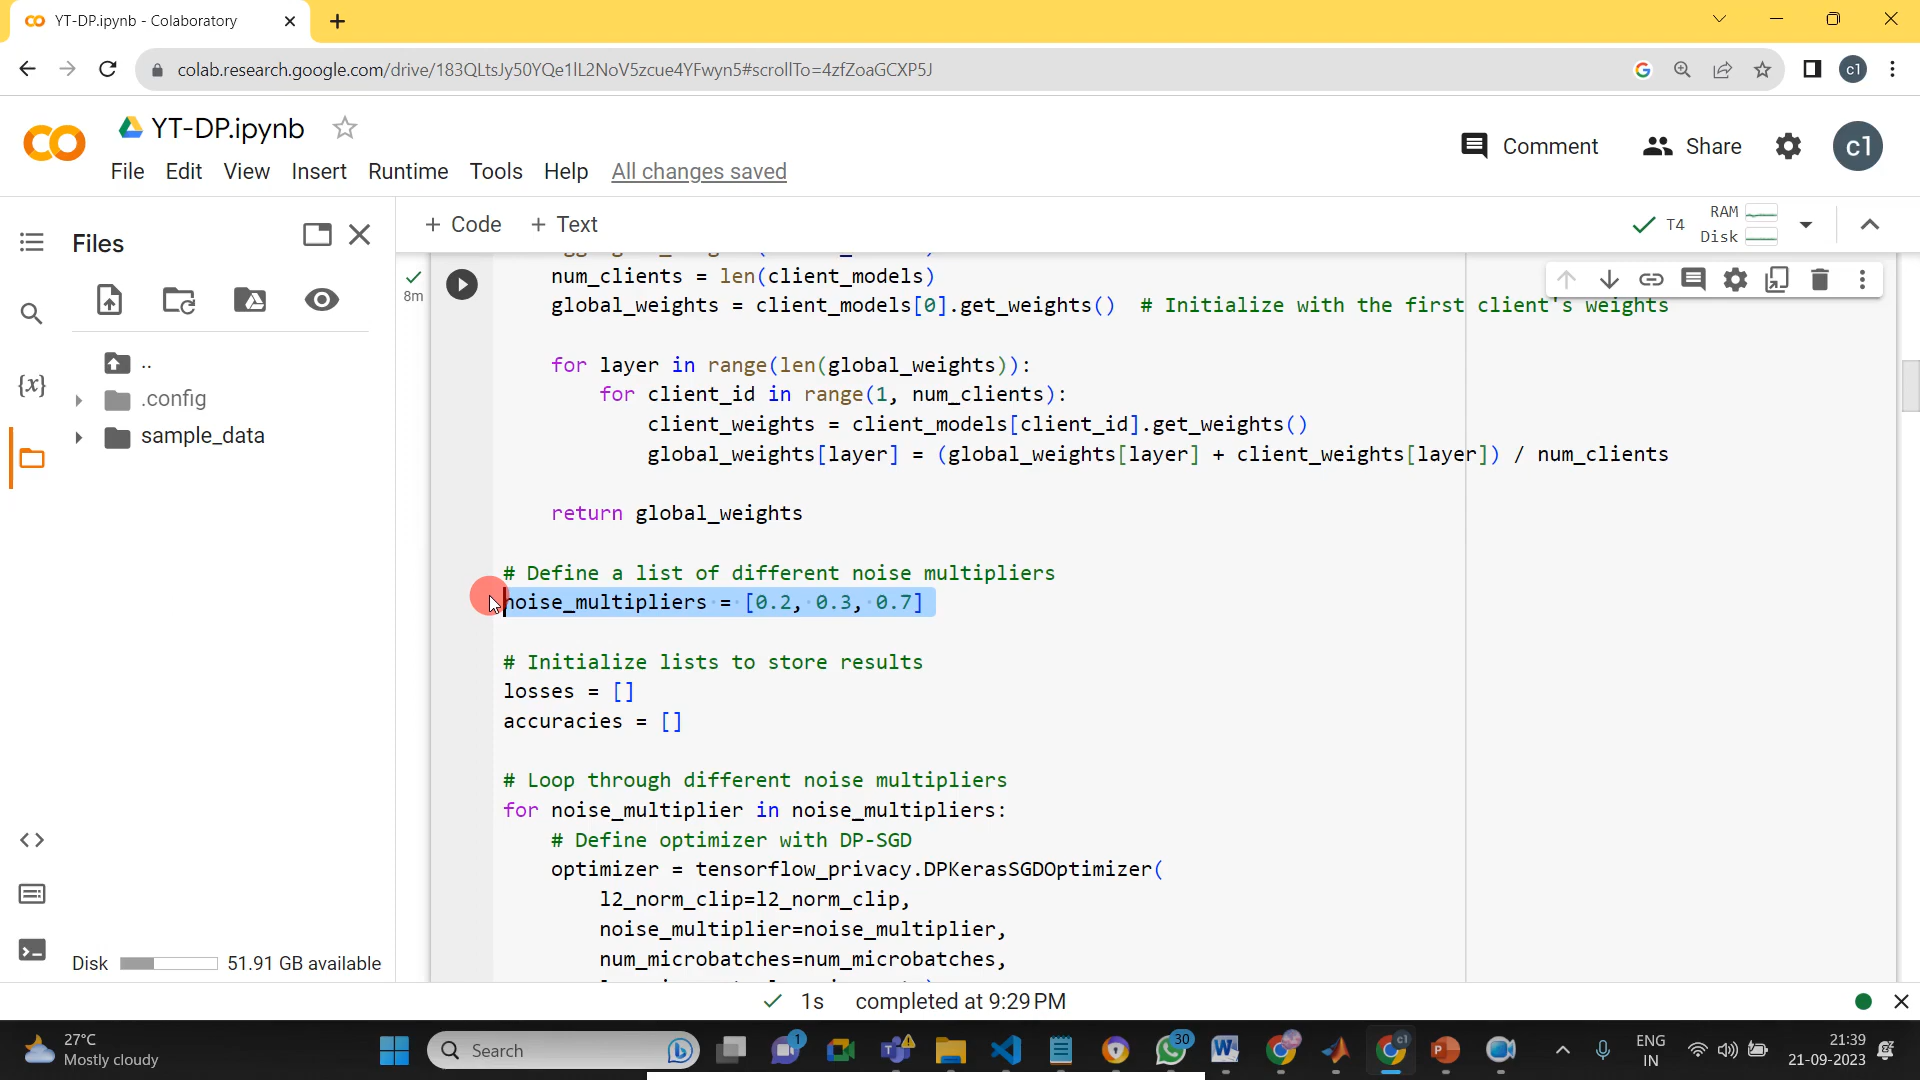 YT-DP.ipynb - Colaboratory
colab.research.google.com/drive/183QLtsJy50YQe1lL2NoV5zcue4YFwyn5#scrollTo=4zfZoaGCXP5J
c1
YT-DP.ipynb
File Edit View Insert Runtime Tools Help All changes saved
Comment
Share
c1
Files
+ Code + Text
T4
RAM
Disk
..
.config
sample_data
{x}
8m
num_clients = len(client_models)
global_weights = client_models[0].get_weights()  # Initialize with the first client's weights
for layer in range(len(global_weights)):
for client_id in range(1, num_clients):
client_weights = client_models[client_id].get_weights()
global_weights[layer] = (global_weights[layer] + client_weights[layer]) / num_clients
return global_weights
# Define a list of different noise multipliers
noise_multipliers = [0.2, 0.3, 0.7]
# Initialize lists to store results
losses = []
accuracies = []
# Loop through different noise multipliers
for noise_multiplier in noise_multipliers:
# Define optimizer with DP-SGD
optimizer = tensorflow_privacy.DPKerasSGDOptimizer(
l2_norm_clip=l2_norm_clip,
noise_multiplier=noise_multiplier,
num_microbatches=num_microbatches,
Disk 51.91 GB available
1s completed at 9:29 PM
27°C
Mostly cloudy
Search
1
30
c1
ENG
IN
21:39
21-09-2023